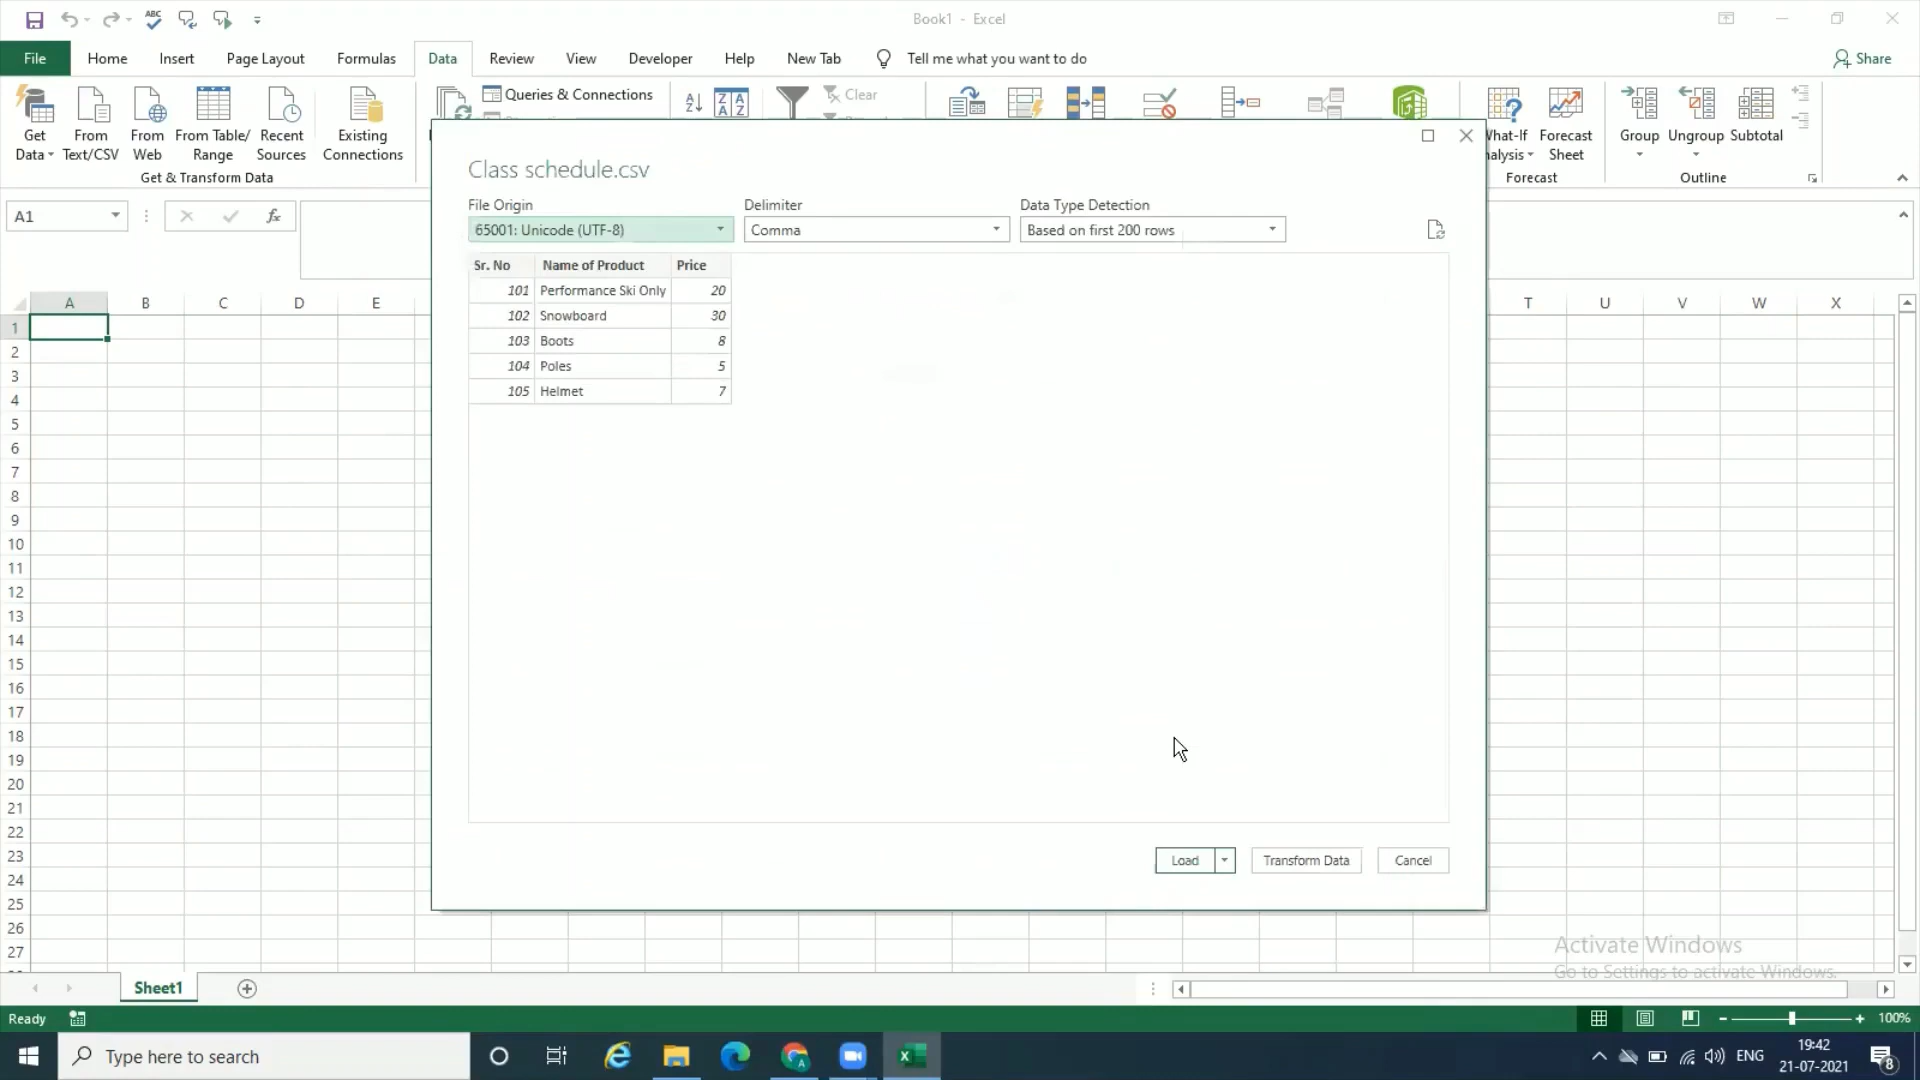 Book1 - Excel
File Home Insert Page Layout Formulas Data Review View Developer Help New Tab Tell me what you want to do Share
Get Data
From Text/CSV
From Web
From Table/ Range
Recent Sources
Existing Connections
Get & Transform Data
Queries & Connections
Clear
What-If
Forecast Sheet
Forecast
Group
Ungroup
Subtotal
Outline
A1
fx
Class schedule.csv
File Origin
65001: Unicode (UTF-8)
Delimiter
Comma
Data Type Detection
Based on first 200 rows
Sr. No Name of Product Price
101 Performance Ski Only 20
102 Snowboard 30
103 Boots 8
104 Poles 5
105 Helmet 7
Load
Transform Data
Cancel
A B C D E T U V W X
1
2
3
4
5
6
7
8
9
10
11
12
13
14
15
16
17
18
19
20
21
22
23
24
25
26
27
Activate Windows
Go to Settings to activate Windows.
Sheet1
Ready
100%
Type here to search
ENG
19:42
21-07-2021
8